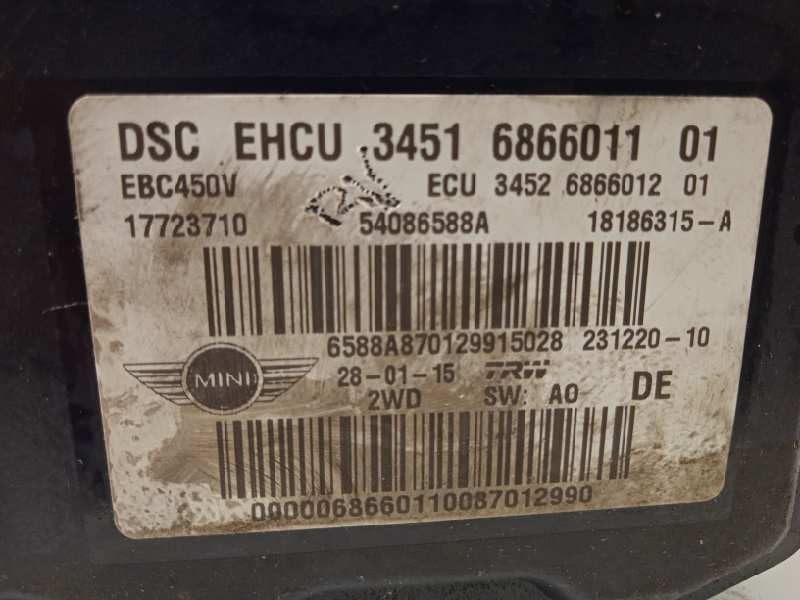 DSC EHCU 3451 6866011 01
EBC450V ECU 3452 6866012 01
17723710 54086588A 18186315-A
6588A870129915028 231220-10
MINI 28-01-15 TRW DE
2WD SW: A0
0000068660110087012990